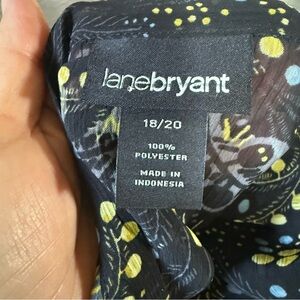 lanebryant
18/20
100%
POLYESTER
MADE IN
INDONESIA